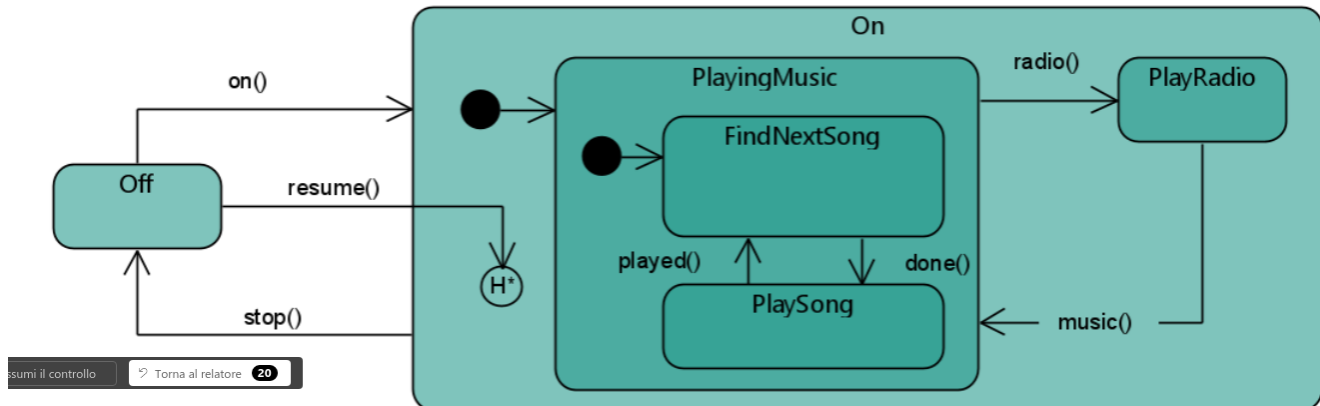 On
PlayingMusic
radio()
PlayRadio
on()
FindNextSong
Off
resume()
played()
done()
H*
PlaySong
stop()
music()
ssumi il controllo
Torna al relatore 20